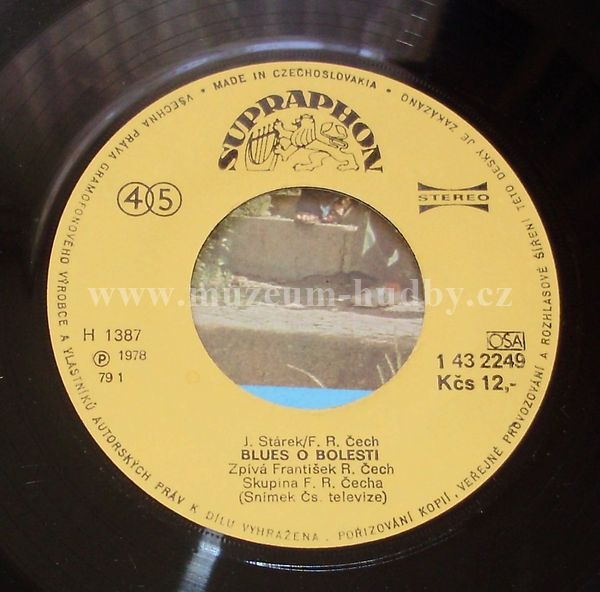 VŠECHNA PRÁVA GRAMOFONOVÉHO VÝROBCE A VLASTNÍKŮ AUTORSKÝCH PRÁV K DÍLU VYHRAŽENA. POŘIZOVÁNÍ KOPIÍ, VEŘEJNÉ PROVOZOVÁNÍ A ROZHLASOVÉ ŠÍŘENÍ TÉTO DESKY JE ZAKÁZÁNO
• MADE IN CZECHOSLOVAKIA •
SUPRAPHON
45
STEREO
www.muzeum-hudby.cz
H 1387
OSA
℗ 1978
1 43 2249
79 1
Kčs 12,-
J. Stárek/F. R. Čech
BLUES O BOLESTI
Zpívá František R. Čech
Skupina F. R. Čecha
(Snímek Čs. televize)